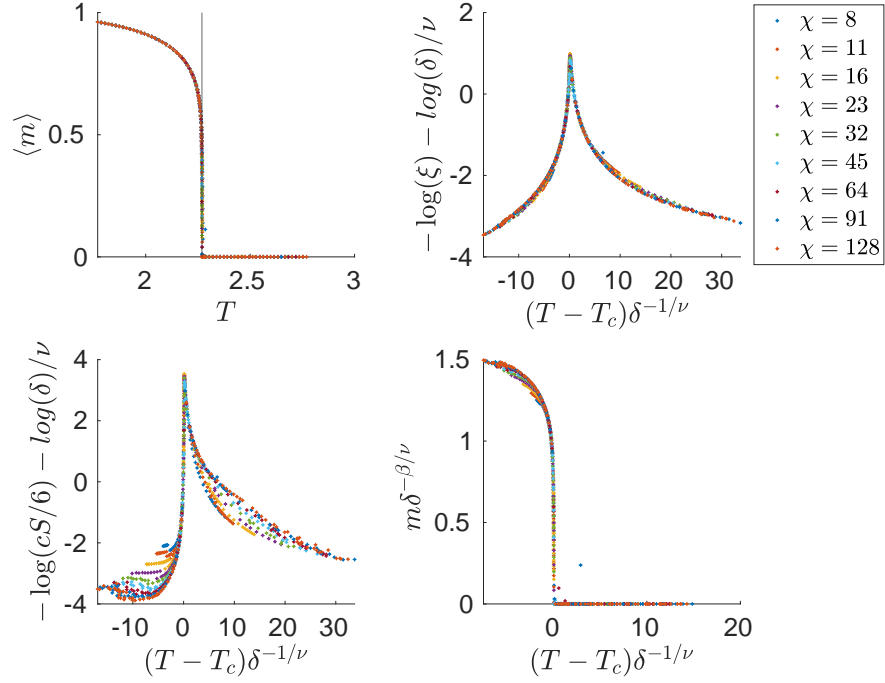 1
0.5
0
⟨m⟩
2
2.5
3
T
2
0
-2
-4
− log(ξ) − log(δ)/ν
-10
0
10
20
30
(T − T_c)δ^{−1/ν}
χ = 8
χ = 11
χ = 16
χ = 23
χ = 32
χ = 45
χ = 64
χ = 91
χ = 128
4
2
0
-2
-4
− log(cS/6) − log(δ)/ν
-10
0
10
20
30
(T − T_c)δ^{−1/ν}
1.5
1
0.5
0
mδ^{−β/ν}
0
10
20
(T − T_c)δ^{−1/ν}